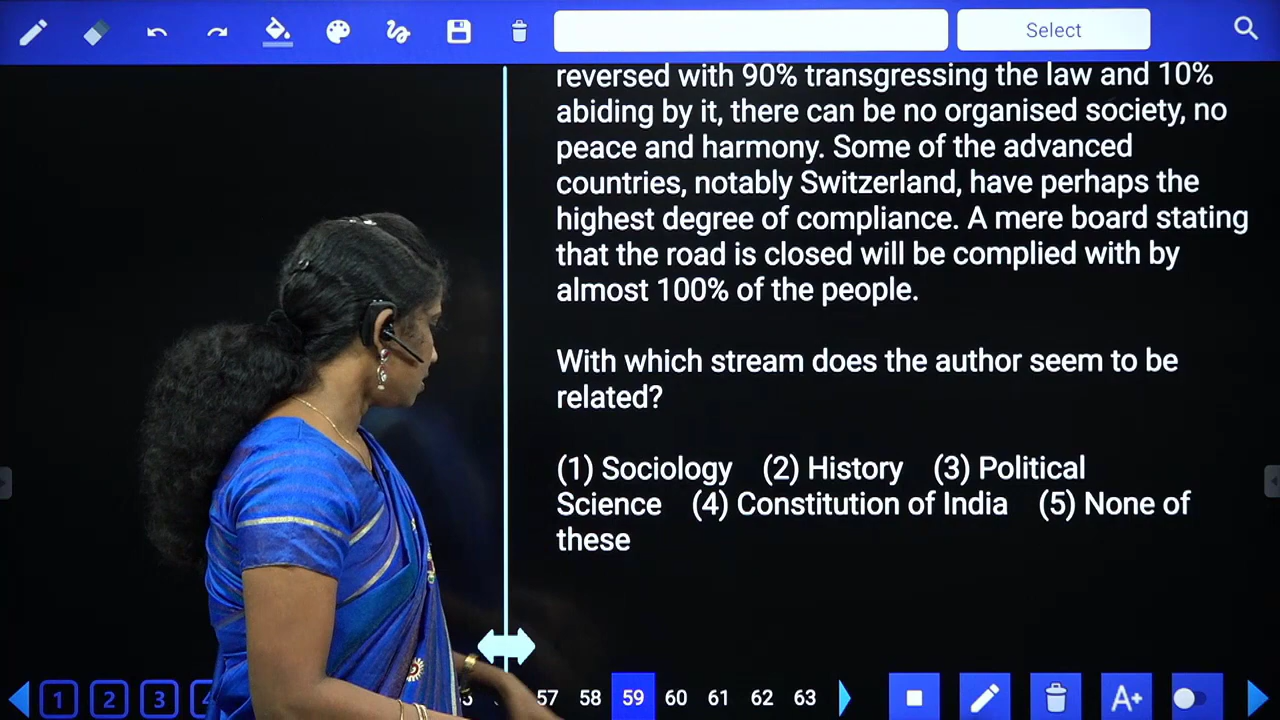 Select
reversed with 90% transgressing the law and 10%
abiding by it, there can be no organised society, no
peace and harmony. Some of the advanced
countries, notably Switzerland, have perhaps the
highest degree of compliance. A mere board stating
that the road is closed will be complied with by
almost 100% of the people.
With which stream does the author seem to be
related?
(1) Sociology (2) History (3) Political
Science (4) Constitution of India (5) None of
these
1 2 3 57 58 59 60 61 62 63 A+